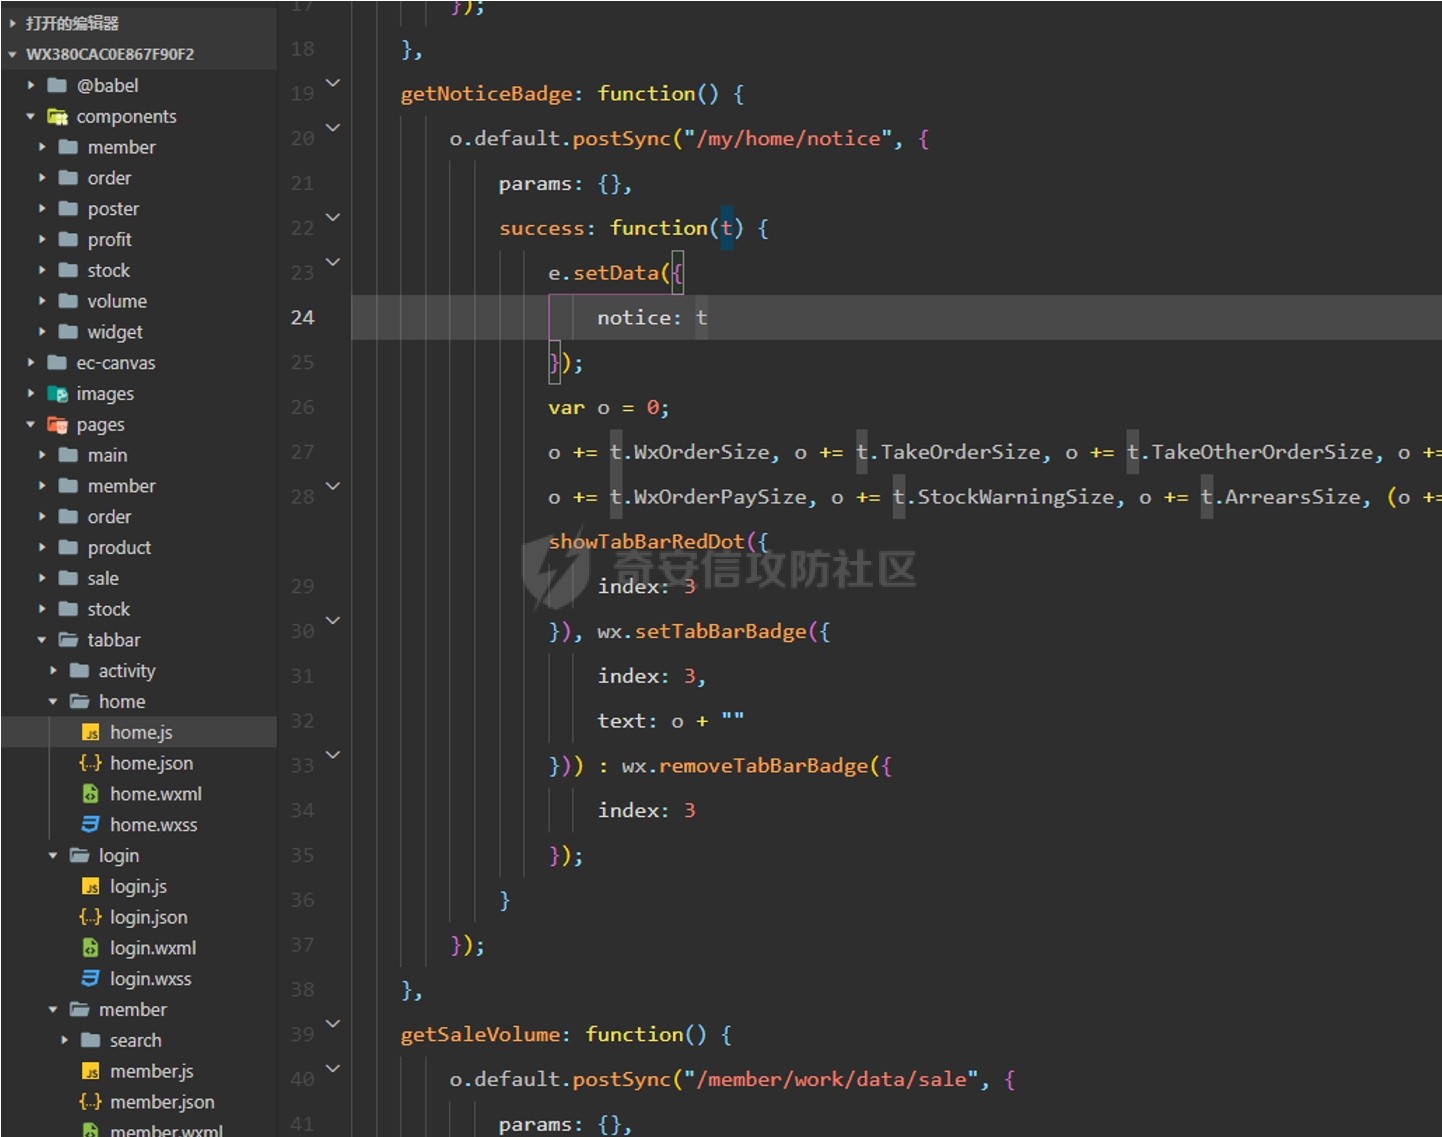 打开的编辑器
WX380CAC0E867F90F2
@babel
components
member
order
poster
profit
stock
volume
widget
ec-canvas
images
pages
main
member
order
product
sale
stock
tabbar
activity
home
home.js
home.json
home.wxml
home.wxss
login
login.js
login.json
login.wxml
login.wxss
member
search
member.js
member.json
member.wxml
17 });
18 },
19 getNoticeBadge: function() {
20 o.default.postSync("/my/home/notice", {
21 params: {},
22 success: function(t) {
23 e.setData({
24 notice: t
25 });
26 var o = 0;
27 o += t.WxOrderSize, o += t.TakeOrderSize, o += t.TakeOtherOrderSize, o +=
28 o += t.WxOrderPaySize, o += t.StockWarningSize, o += t.ArrearsSize, (o +=
showTabBarRedDot({
奇安信攻防社区
29 index: 3
30 }), wx.setTabBarBadge({
31 index: 3,
32 text: o + ""
33 })) : wx.removeTabBarBadge({
34 index: 3
35 });
36 }
37 });
38 },
39 getSaleVolume: function() {
40 o.default.postSync("/member/work/data/sale", {
41 params: {},